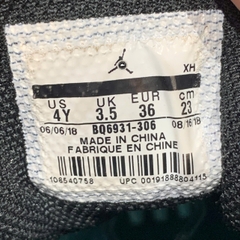 XH
US UK EUR cm
4Y 3.5 36 23
06/06/18 BQ6931-306 08/16/18
MADE IN CHINA
FABRIQUE EN CHINE
108540758 UPC 00191888804115